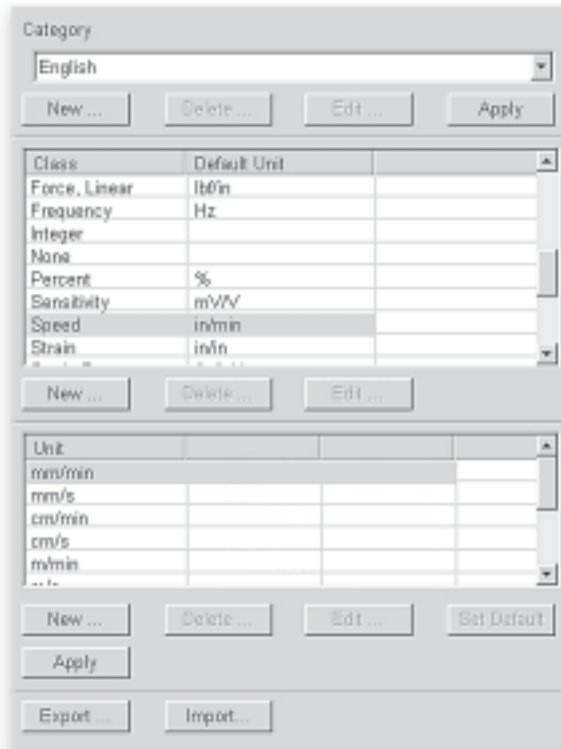 Category
English
New ... Delete ... Edit ... Apply
Class Default Unit
Force, Linear lbf/in
Frequency Hz
Integer
None
Percent %
Sensitivity mV/V
Speed in/min
Strain in/in
New ... Delete ... Edit ...
Unit
mm/min
mm/s
cm/min
cm/s
m/min
New ... Delete ... Edit ... Set Default
Apply
Export ... Import...